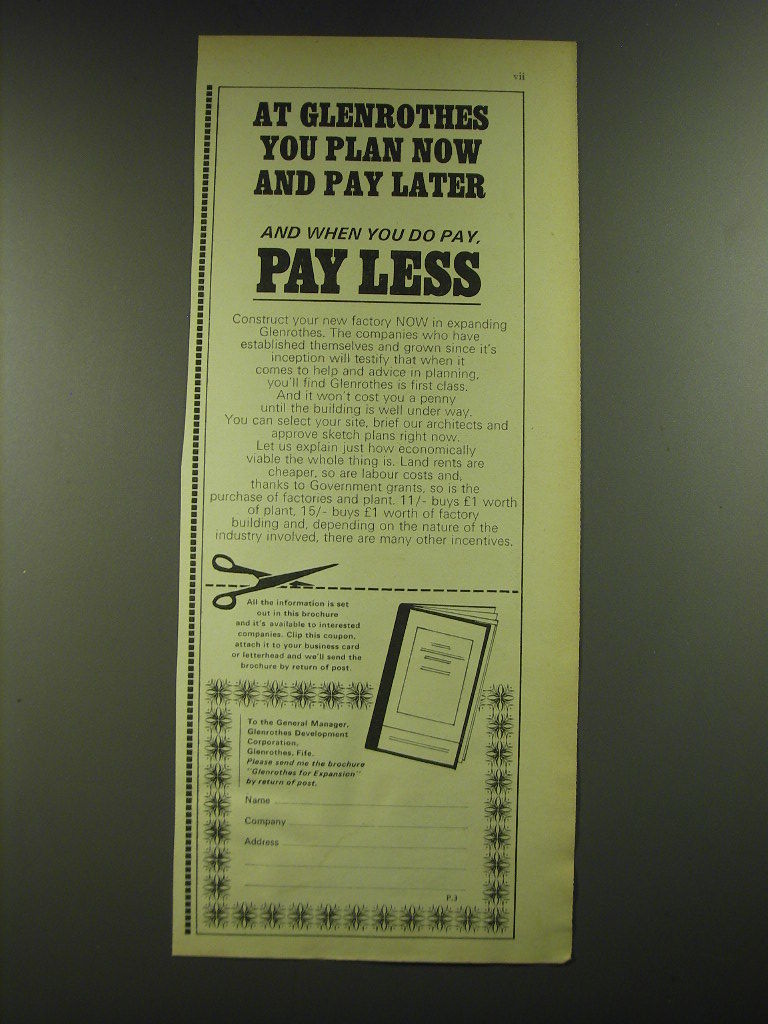 vii
AT GLENROTHES
YOU PLAN NOW
AND PAY LATER
AND WHEN YOU DO PAY,
PAY LESS
Construct your new factory NOW in expanding
Glenrothes. The companies who have
established themselves and grown since it's
inception will testify that when it
comes to help and advice in planning,
you'll find Glenrothes is first class.
And it won't cost you a penny
until the building is well under way.
You can select your site, brief our architects and
approve sketch plans right now.
Let us explain just how economically
viable the whole thing is. Land rents are
cheaper, so are labour costs and,
thanks to Government grants, so is the
purchase of factories and plant. 11/- buys £1 worth
of plant, 15/- buys £1 worth of factory
building and, depending on the nature of the
industry involved, there are many other incentives.
All the information is set
out in this brochure
and it's available to interested
companies. Clip this coupon,
attach it to your business card
or letterhead and we'll send the
brochure by return of post.
To the General Manager,
Glenrothes Development
Corporation,
Glenrothes, Fife.
Please send me the brochure
"Glenrothes for Expansion"
by return of post.
Name
Company
Address
P.3